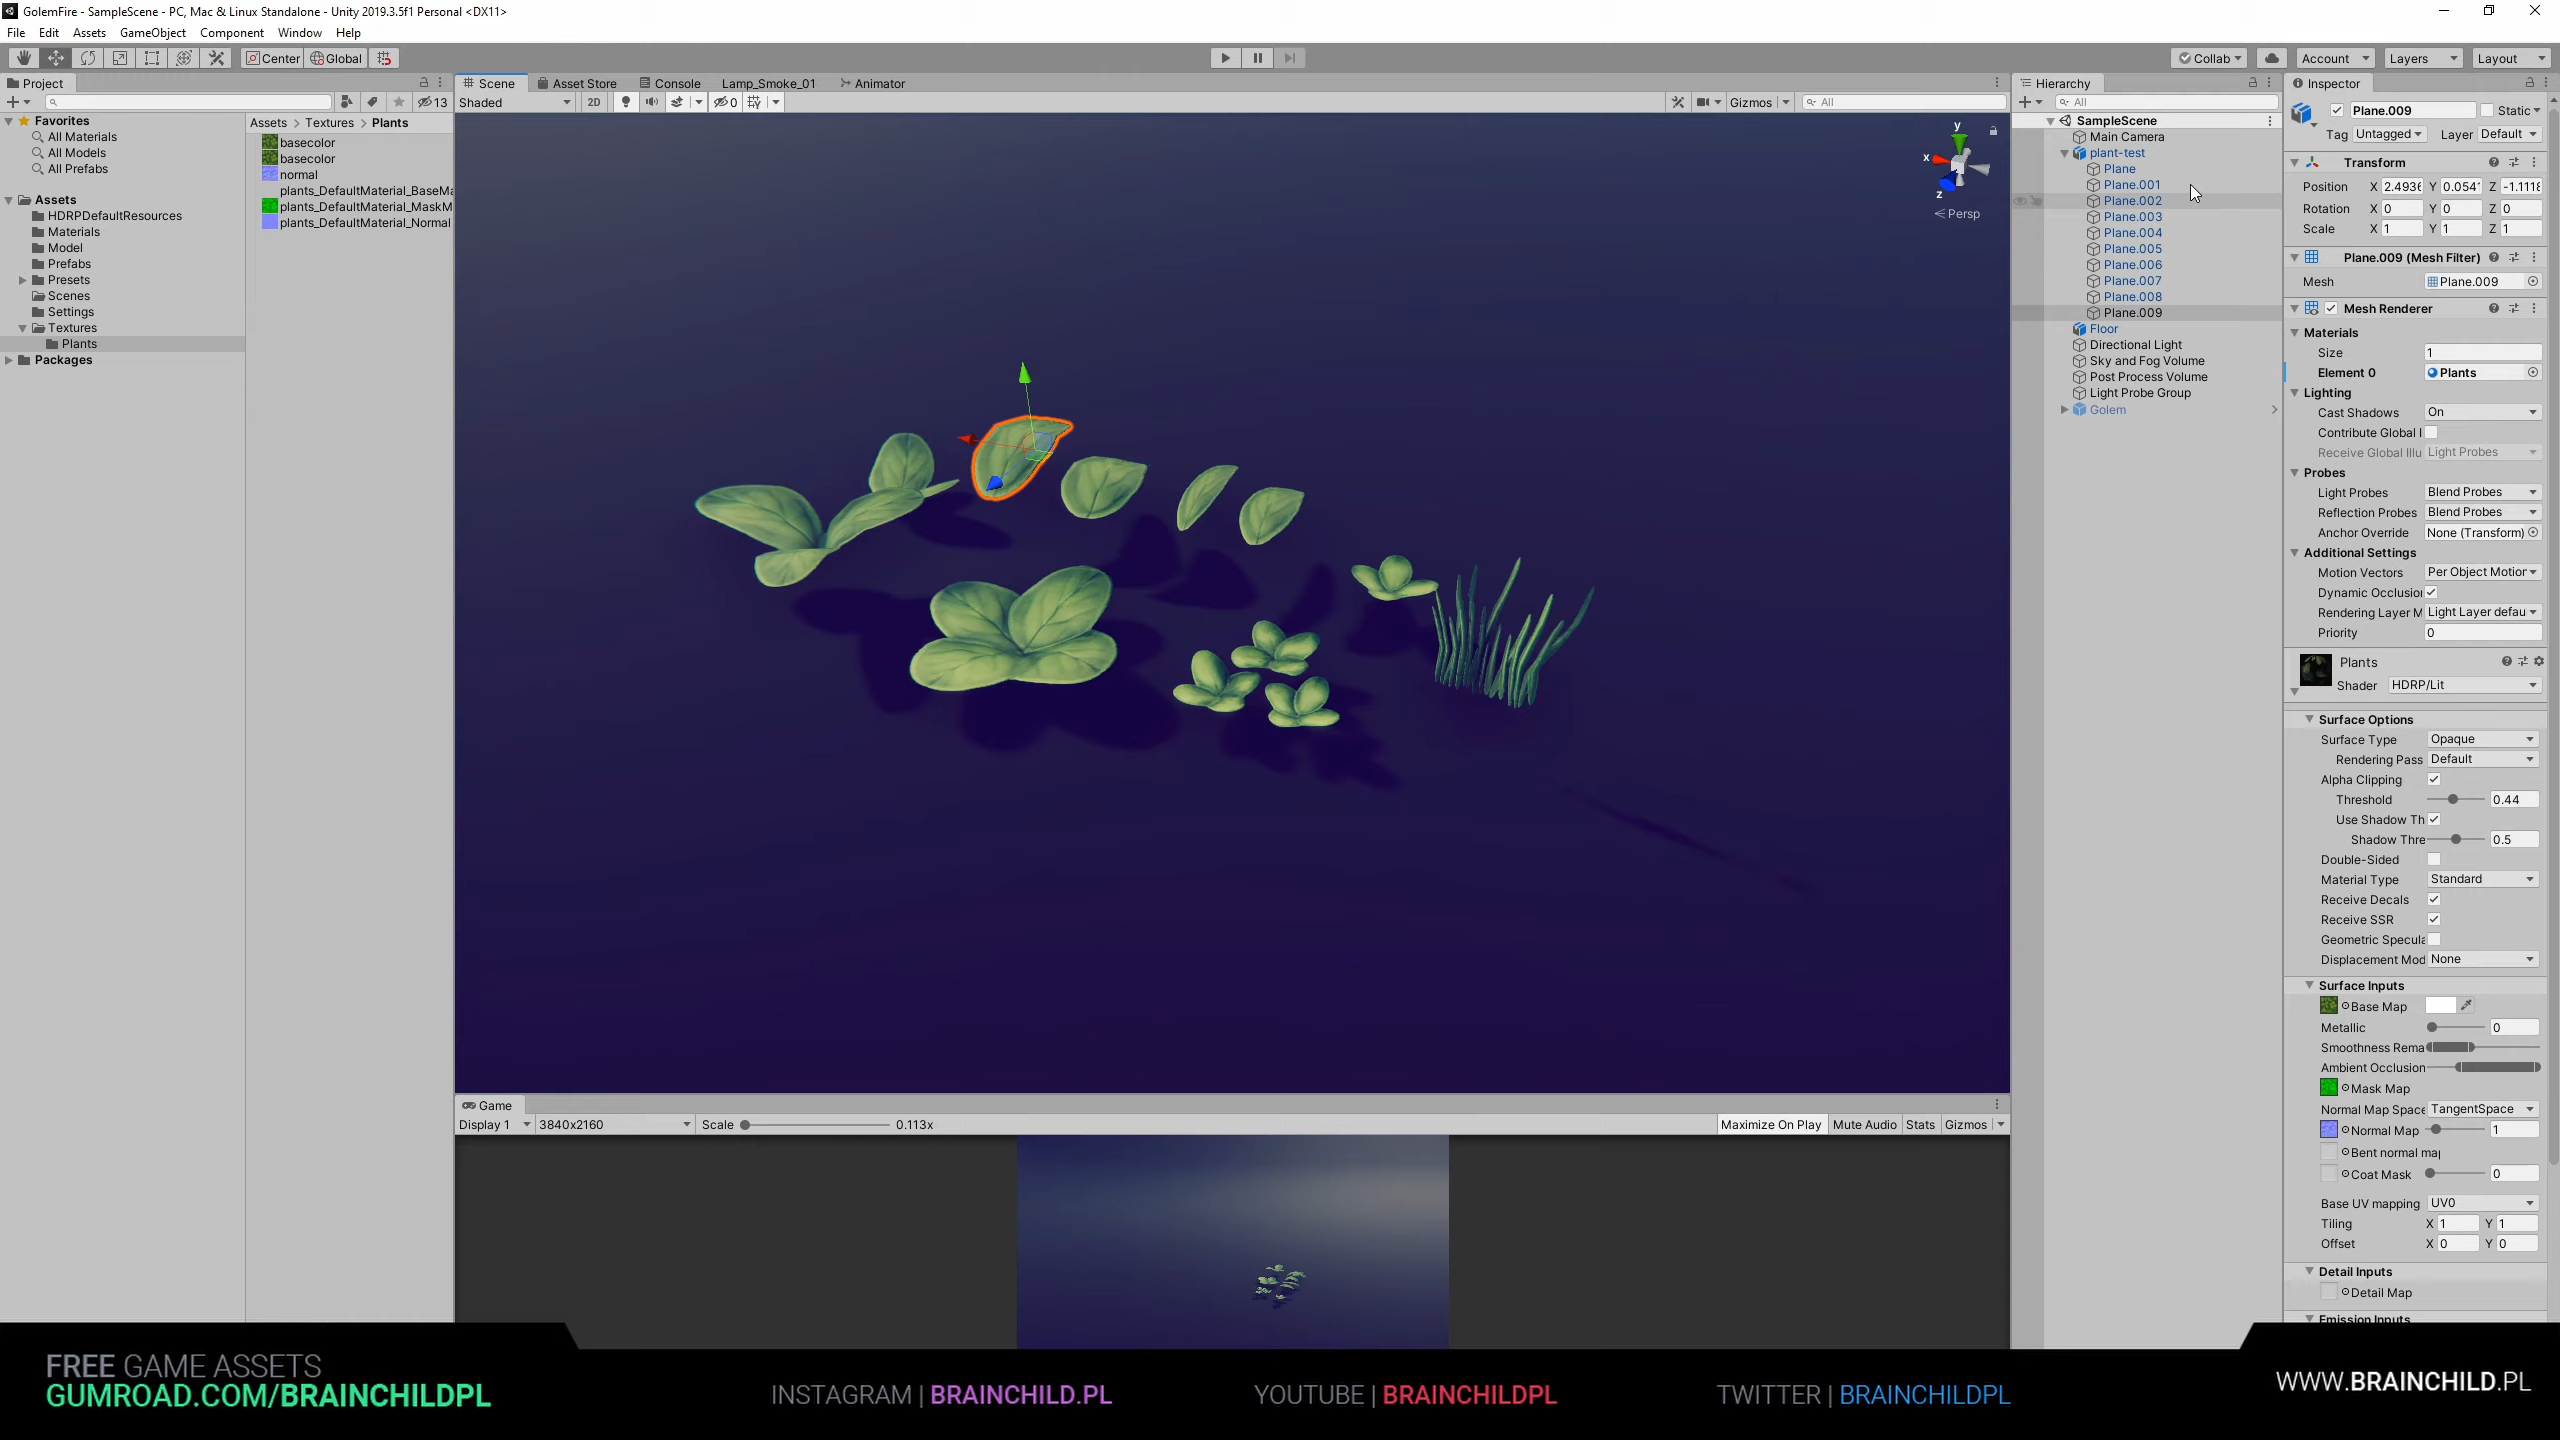 GolemFire - SampleScene - PC, Mac & Linux Standalone - Unity 2019.3.5f1 Personal <DX11>
File Edit Assets GameObject Component Window Help
Center Global Collab Account Layers Layout
Project
13
Favorites
All Materials
All Models
All Prefabs
Assets
HDRPDefaultResources
Materials
Model
Prefabs
Presets
Scenes
Settings
Textures
Plants
Packages
Assets > Textures > Plants
basecolor
basecolor
normal
plants_DefaultMaterial_BaseMa
plants_DefaultMaterial_MaskM
plants_DefaultMaterial_Normal
Scene Asset Store Console Lamp_Smoke_01 Animator
Shaded 2D 0 Gizmos All
y
x
z
Persp
Game
Display 1 3840x2160 Scale 0.113x Maximize On Play Mute Audio Stats Gizmos
Hierarchy
All
SampleScene
Main Camera
plant-test
Plane
Plane.001
Plane.002
Plane.003
Plane.004
Plane.005
Plane.006
Plane.007
Plane.008
Plane.009
Floor
Directional Light
Sky and Fog Volume
Post Process Volume
Light Probe Group
Golem
Inspector
Plane.009 Static
Tag Untagged Layer Default
Transform
Position X 2.4936 Y 0.0541 Z -1.1118
Rotation X 0 Y 0 Z 0
Scale X 1 Y 1 Z 1
Plane.009 (Mesh Filter)
Mesh Plane.009
Mesh Renderer
Materials
Size 1
Element 0 Plants
Lighting
Cast Shadows On
Contribute Global I
Receive Global Illu Light Probes
Probes
Light Probes Blend Probes
Reflection Probes Blend Probes
Anchor Override None (Transform)
Additional Settings
Motion Vectors Per Object Motion
Dynamic Occlusion
Rendering Layer M Light Layer defau
Priority 0
Plants
Shader HDRP/Lit
Surface Options
Surface Type Opaque
Rendering Pass Default
Alpha Clipping
Threshold 0.44
Use Shadow Th
Shadow Thre 0.5
Double-Sided
Material Type Standard
Receive Decals
Receive SSR
Geometric Specula
Displacement Mod None
Surface Inputs
Base Map
Metallic 0
Smoothness Rema
Ambient Occlusion
Mask Map
Normal Map Space TangentSpace
Normal Map 1
Bent normal map
Coat Mask 0
Base UV mapping UV0
Tiling X 1 Y 1
Offset X 0 Y 0
Detail Inputs
Detail Map
Emission Inputs
FREE GAME ASSETS
GUMROAD.COM/BRAINCHILDPL
INSTAGRAM | BRAINCHILD.PL
YOUTUBE | BRAINCHILDPL
TWITTER | BRAINCHILDPL
WWW.BRAINCHILD.PL